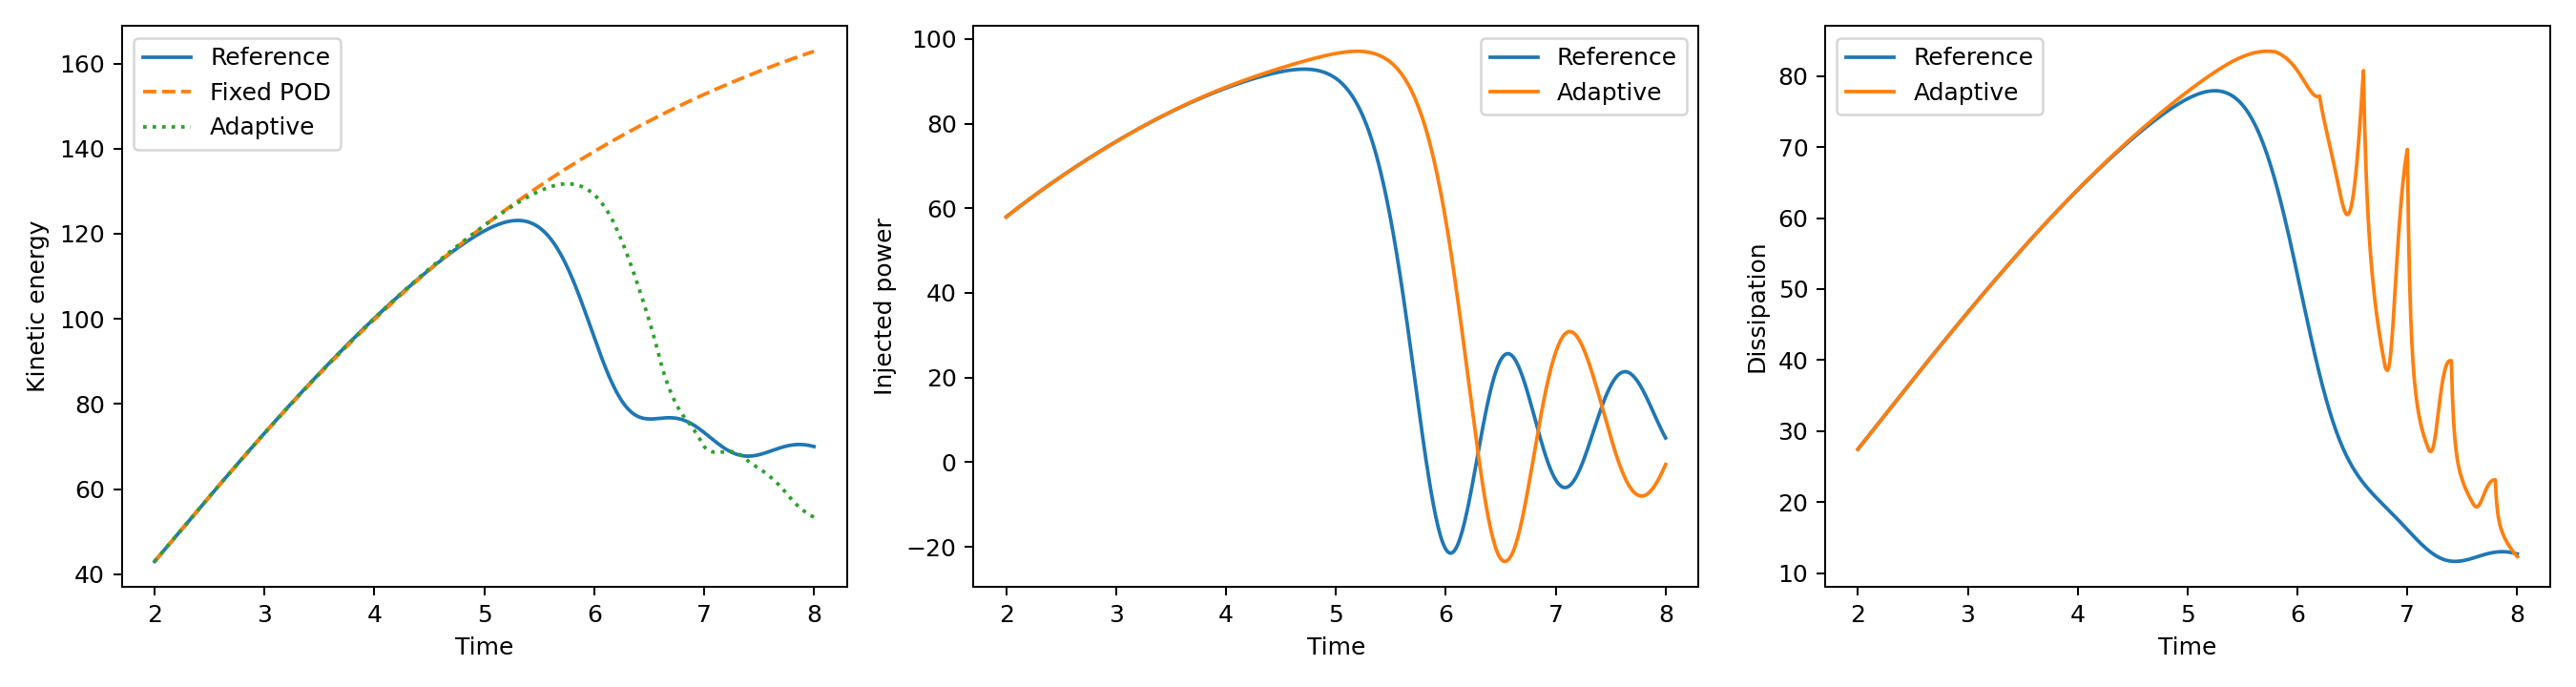 Kinetic energy
160
140
120
100
80
60
40
Reference
Fixed POD
Adaptive
2 3 4 5 6 7 8
Time
Injected power
100
80
60
40
20
0
−20
Reference
Adaptive
2 3 4 5 6 7 8
Time
Dissipation
80
70
60
50
40
30
20
10
Reference
Adaptive
2 3 4 5 6 7 8
Time